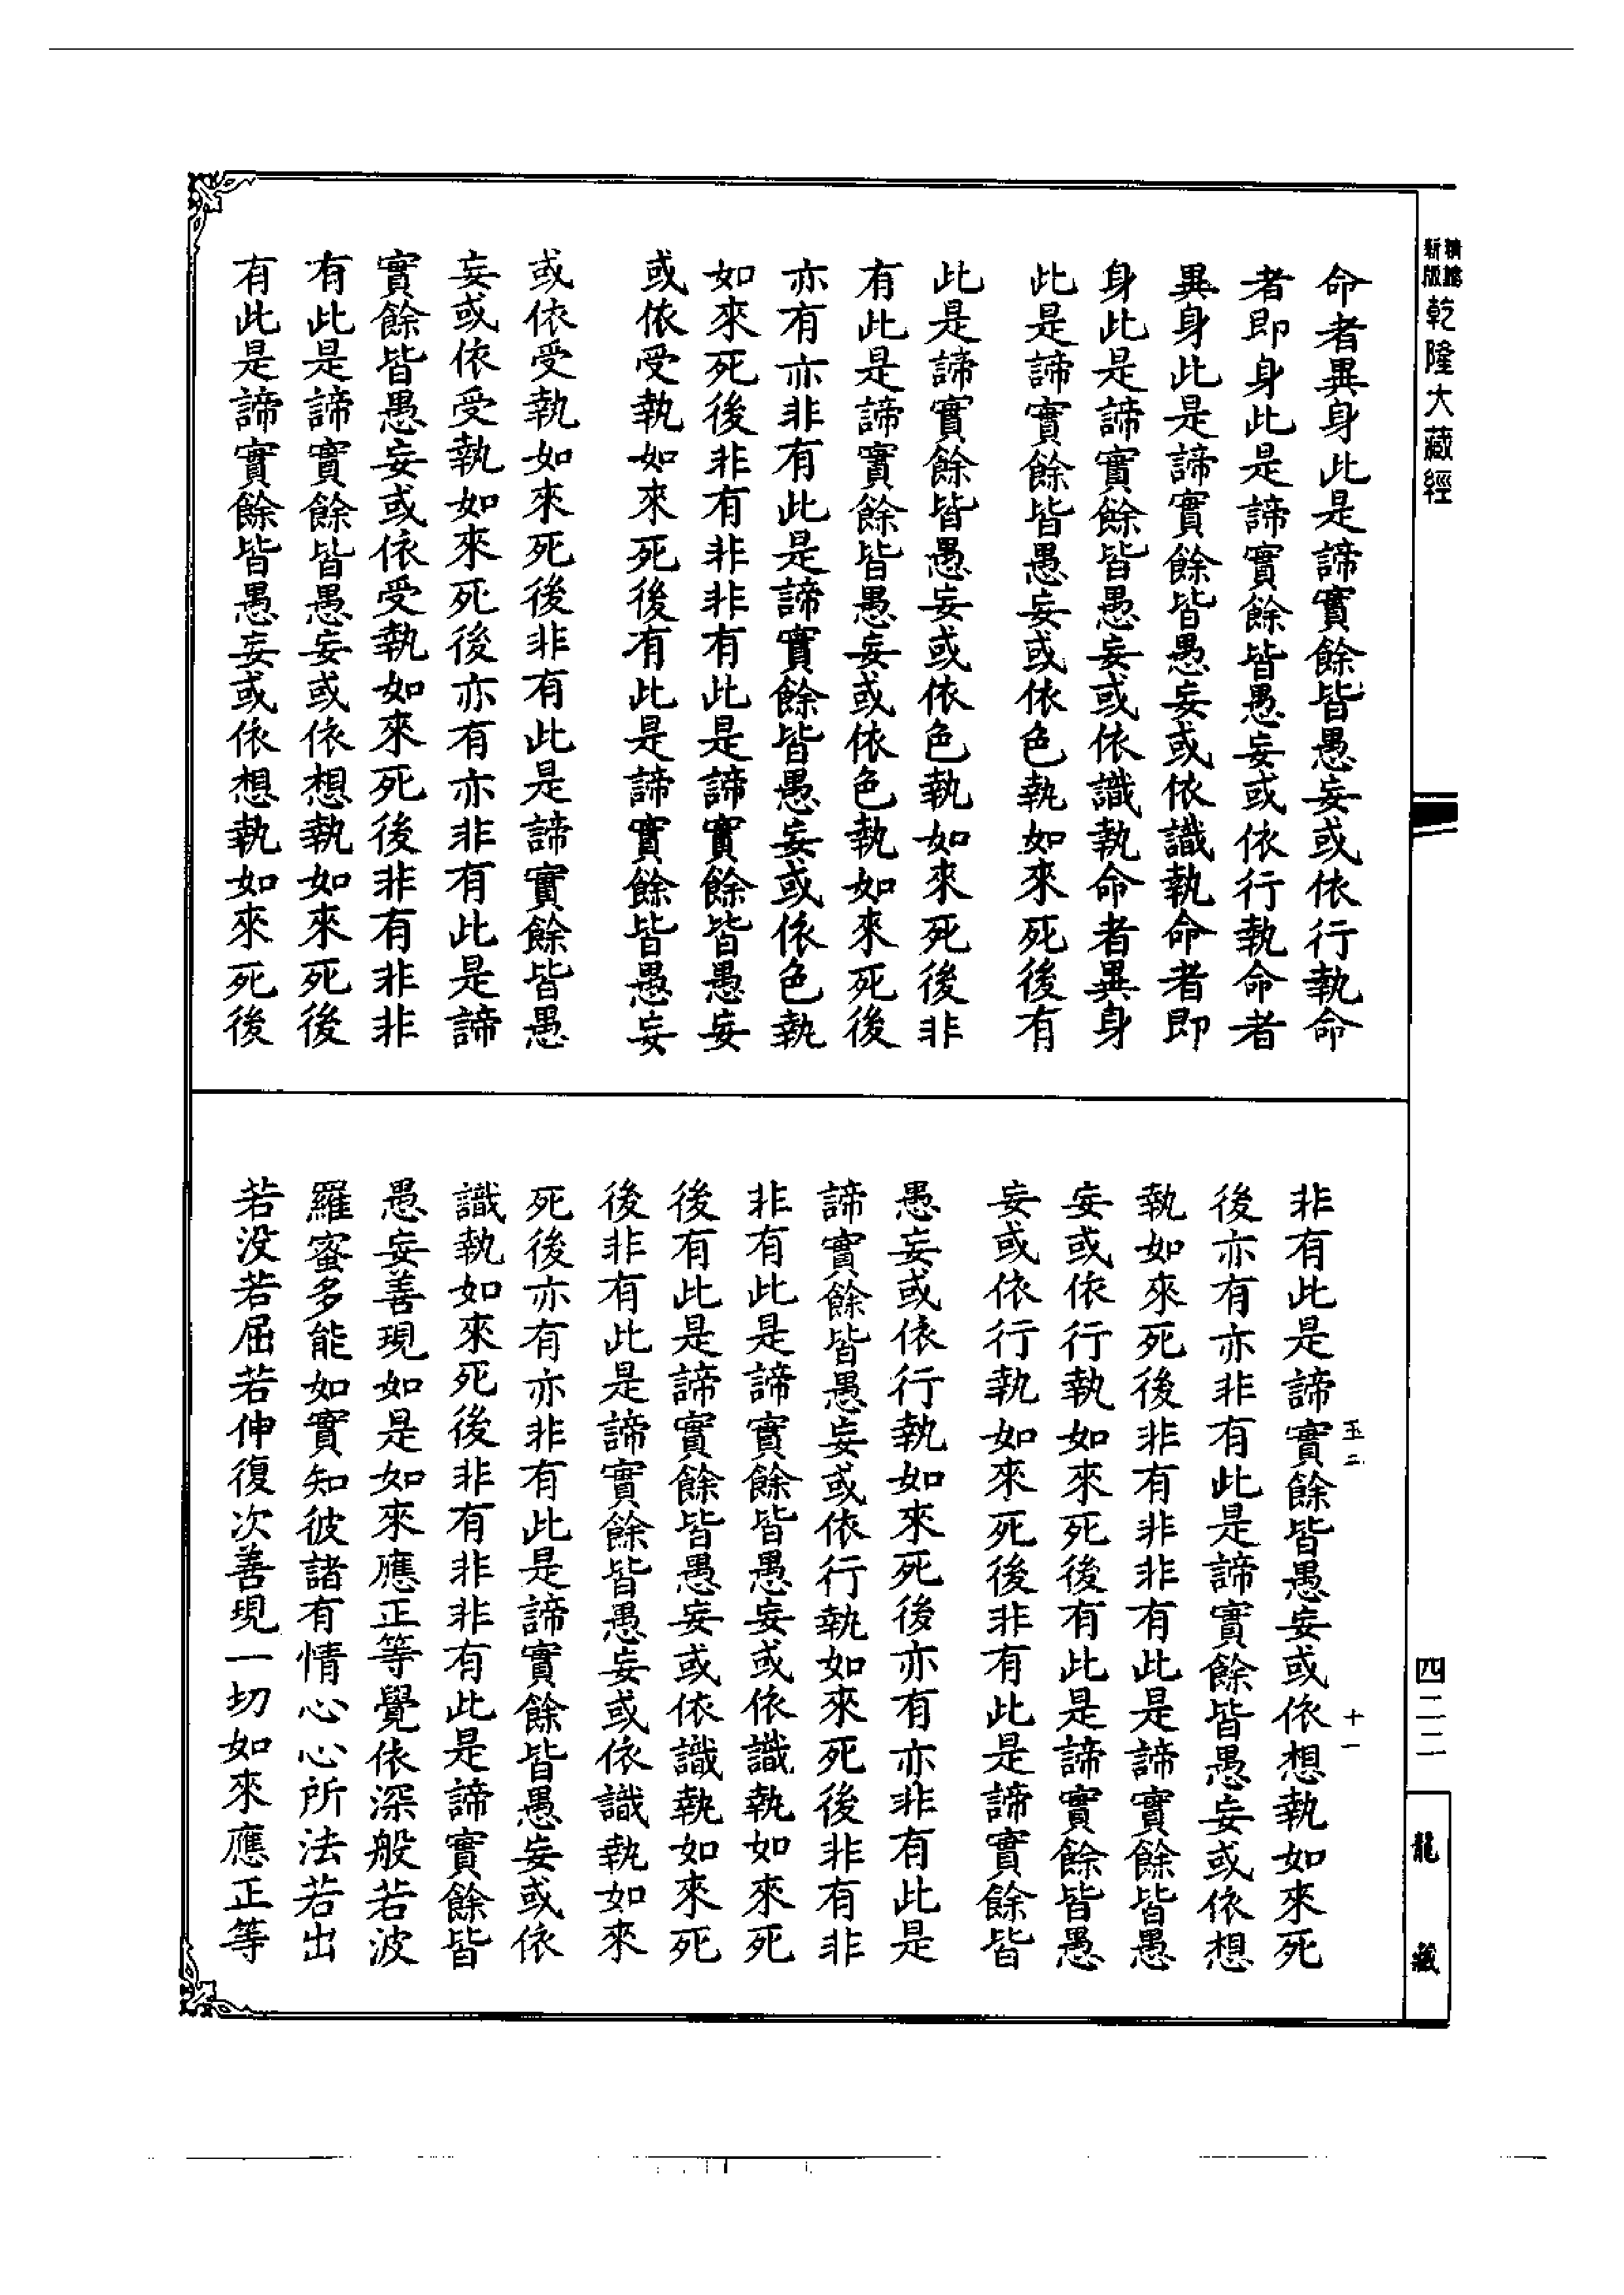 精憁新版乾隆大藏經
命者異身此是諦實餘皆愚妄或依行執命
者即身此是諦實餘皆愚妄或依行執命者
異身此是諦實餘皆愚妄或依識執命者即
身此是諦實餘皆愚妄或依識執命者異身
此是諦實餘皆愚妄或依色執如來死後有
此是諦實餘皆愚妄或依色執如來死後非
有此是諦實餘皆愚妄或依色執如來死後
亦有亦非有此是諦實餘皆愚妄或依色執
如來死後非有非非有此是諦實餘皆愚妄
或依受執如來死後有此是諦實餘皆愚妄
或依受執如來死後非有此是諦實餘皆愚
妄或依受執如來死後亦有亦非有此是諦
實餘皆愚妄或依受執如來死後非有非非
有此是諦實餘皆愚妄或依想執如來死後
有此是諦實餘皆愚妄或依想執如來死後
非有此是諦實餘皆愚妄或依想執如來死
後亦有亦非有此是諦實餘皆愚妄或依想
執如來死後非有非非有此是諦實餘皆愚
妄或依行執如來死後有此是諦實餘皆愚
妄或依行執如來死後非有此是諦實餘皆
愚妄或依行執如來死後亦有亦非有此是
諦實餘皆愚妄或依行執如來死後非有非
非有此是諦實餘皆愚妄或依識執如來死
後有此是諦實餘皆愚妄或依識執如來死
後非有此是諦實餘皆愚妄或依識執如來
死後亦有亦非有此是諦實餘皆愚妄或依
識執如來死後非有非非有此是諦實餘皆
愚妄善現如是如來應正等覺依深般若波
羅蜜多能如實知彼諸有情心心所法若出
若沒若屈若伸復次善現一切如來應正等
玉二 十一
四二二
龍藏